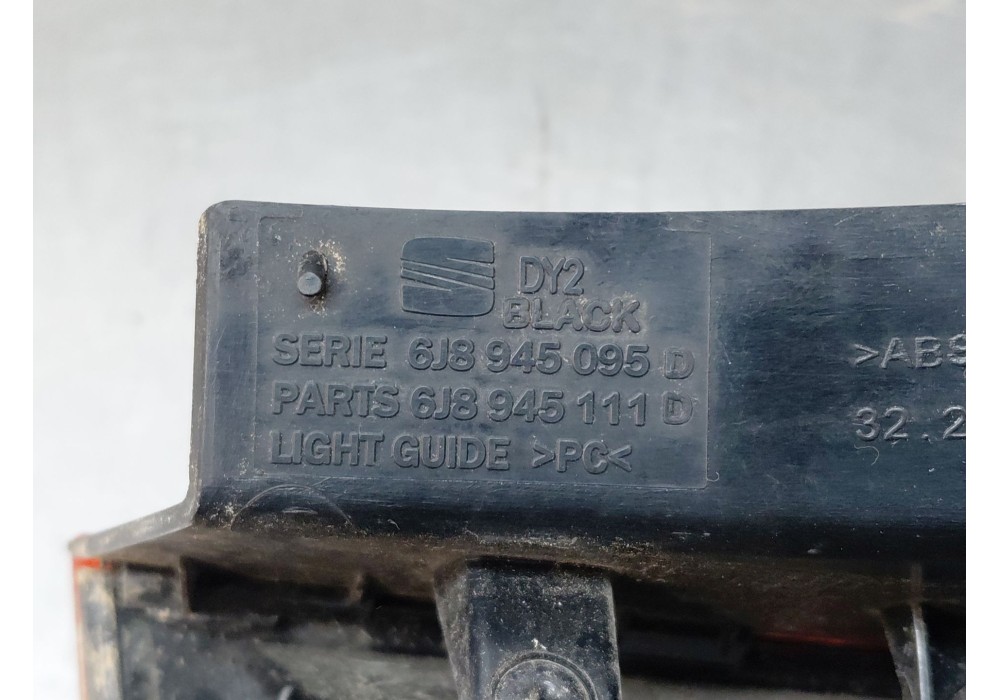 DY2
BLACK
SERIE 6J8 945 095 D
PARTS 6J8 945 111 D
LIGHT GUIDE >PC<
>ABS
32.2